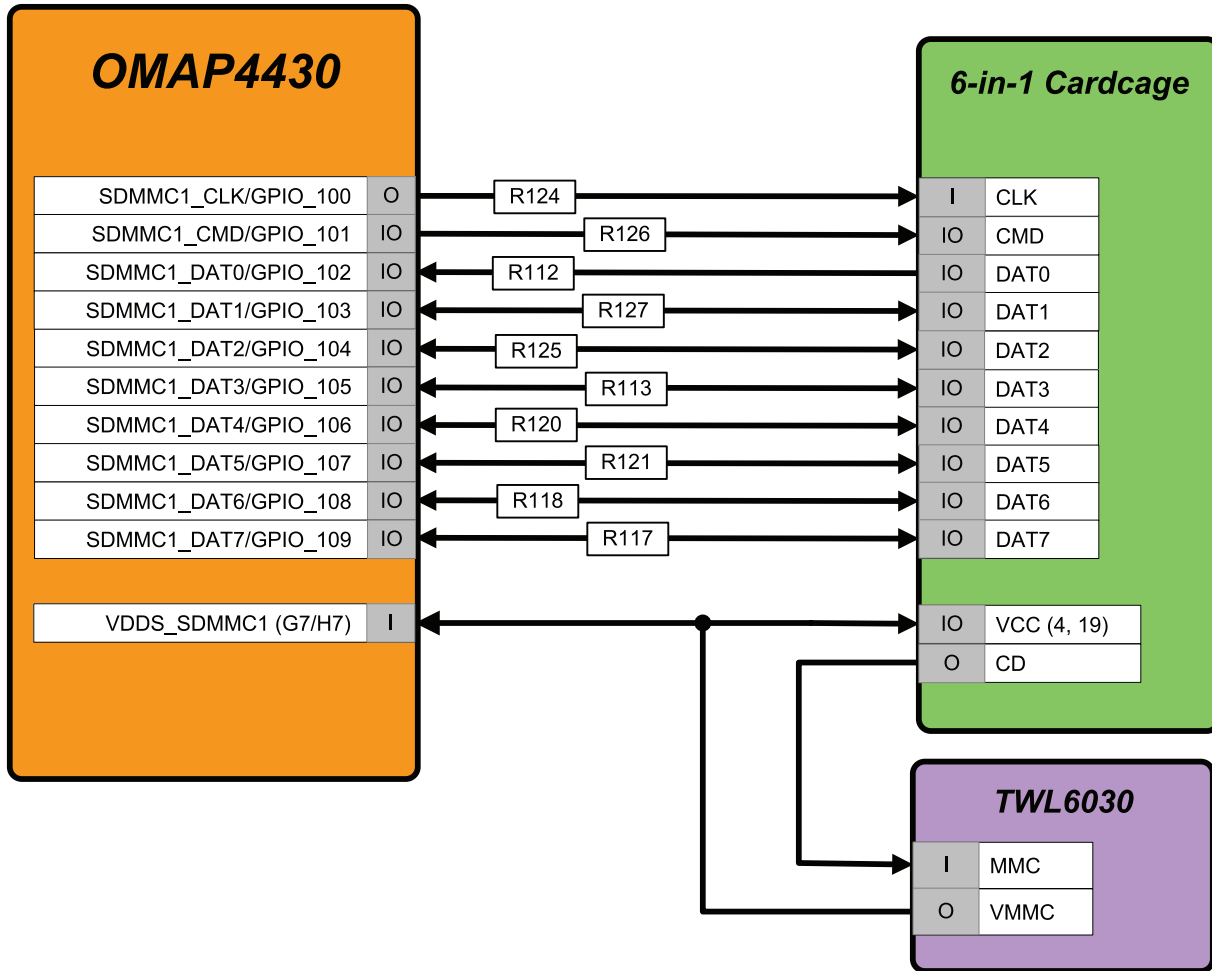 OMAP4430
6-in-1 Cardcage
SDMMC1_CLK/GPIO_100 O R124 I CLK
SDMMC1_CMD/GPIO_101 IO R126 IO CMD
SDMMC1_DAT0/GPIO_102 IO R112 IO DAT0
SDMMC1_DAT1/GPIO_103 IO R127 IO DAT1
SDMMC1_DAT2/GPIO_104 IO R125 IO DAT2
SDMMC1_DAT3/GPIO_105 IO R113 IO DAT3
SDMMC1_DAT4/GPIO_106 IO R120 IO DAT4
SDMMC1_DAT5/GPIO_107 IO R121 IO DAT5
SDMMC1_DAT6/GPIO_108 IO R118 IO DAT6
SDMMC1_DAT7/GPIO_109 IO R117 IO DAT7
VDDS_SDMMC1 (G7/H7) I IO VCC (4, 19)
O CD
TWL6030
I MMC
O VMMC